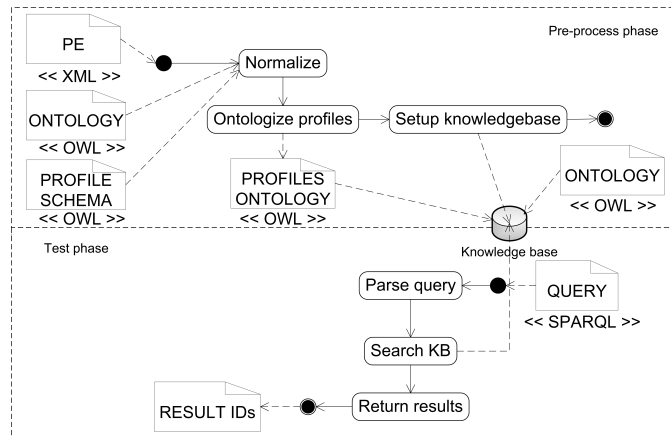 Pre-process phase
PE
<< XML >>
Normalize
ONTOLOGY
<< OWL >>
Ontologize profiles
Setup knowledgebase
PROFILE
SCHEMA
<< OWL >>
PROFILES
ONTOLOGY
<< OWL >>
ONTOLOGY
<< OWL >>
Test phase
Knowledge base
Parse query
QUERY
<< SPARQL >>
Search KB
RESULT IDs
Return results